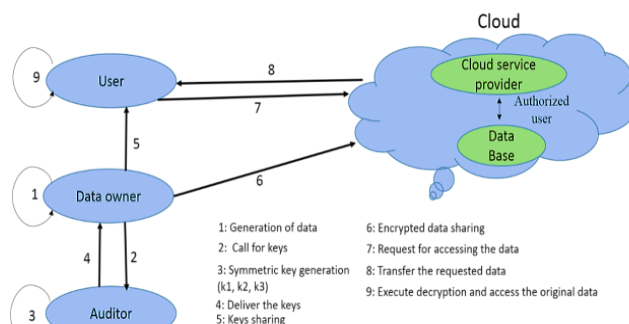 Cloud
9
User
8
7
Cloud service
provider
Authorized
user
Data
Base
5
1
Data owner
6
4
2
3
Auditor
1: Generation of data
2: Call for keys
3: Symmetric key generation
(k1, k2, k3)
4: Deliver the keys
5: Keys sharing
6: Encrypted data sharing
7: Request for accessing the data
8: Transfer the requested data
9: Execute decryption and access the original data